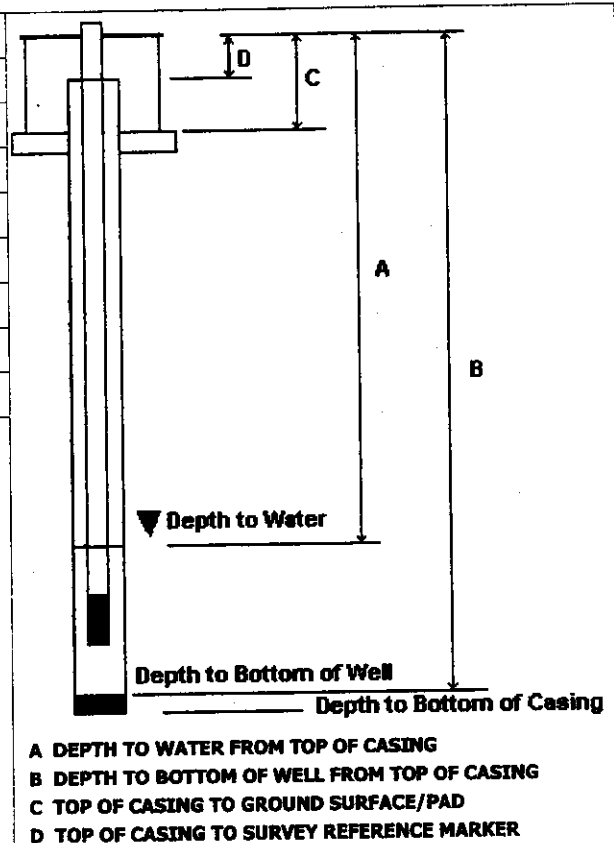 D
C
A
B
Depth to Water
Depth to Bottom of Well
Depth to Bottom of Casing
A DEPTH TO WATER FROM TOP OF CASING
B DEPTH TO BOTTOM OF WELL FROM TOP OF CASING
C TOP OF CASING TO GROUND SURFACE/PAD
D TOP OF CASING TO SURVEY REFERENCE MARKER